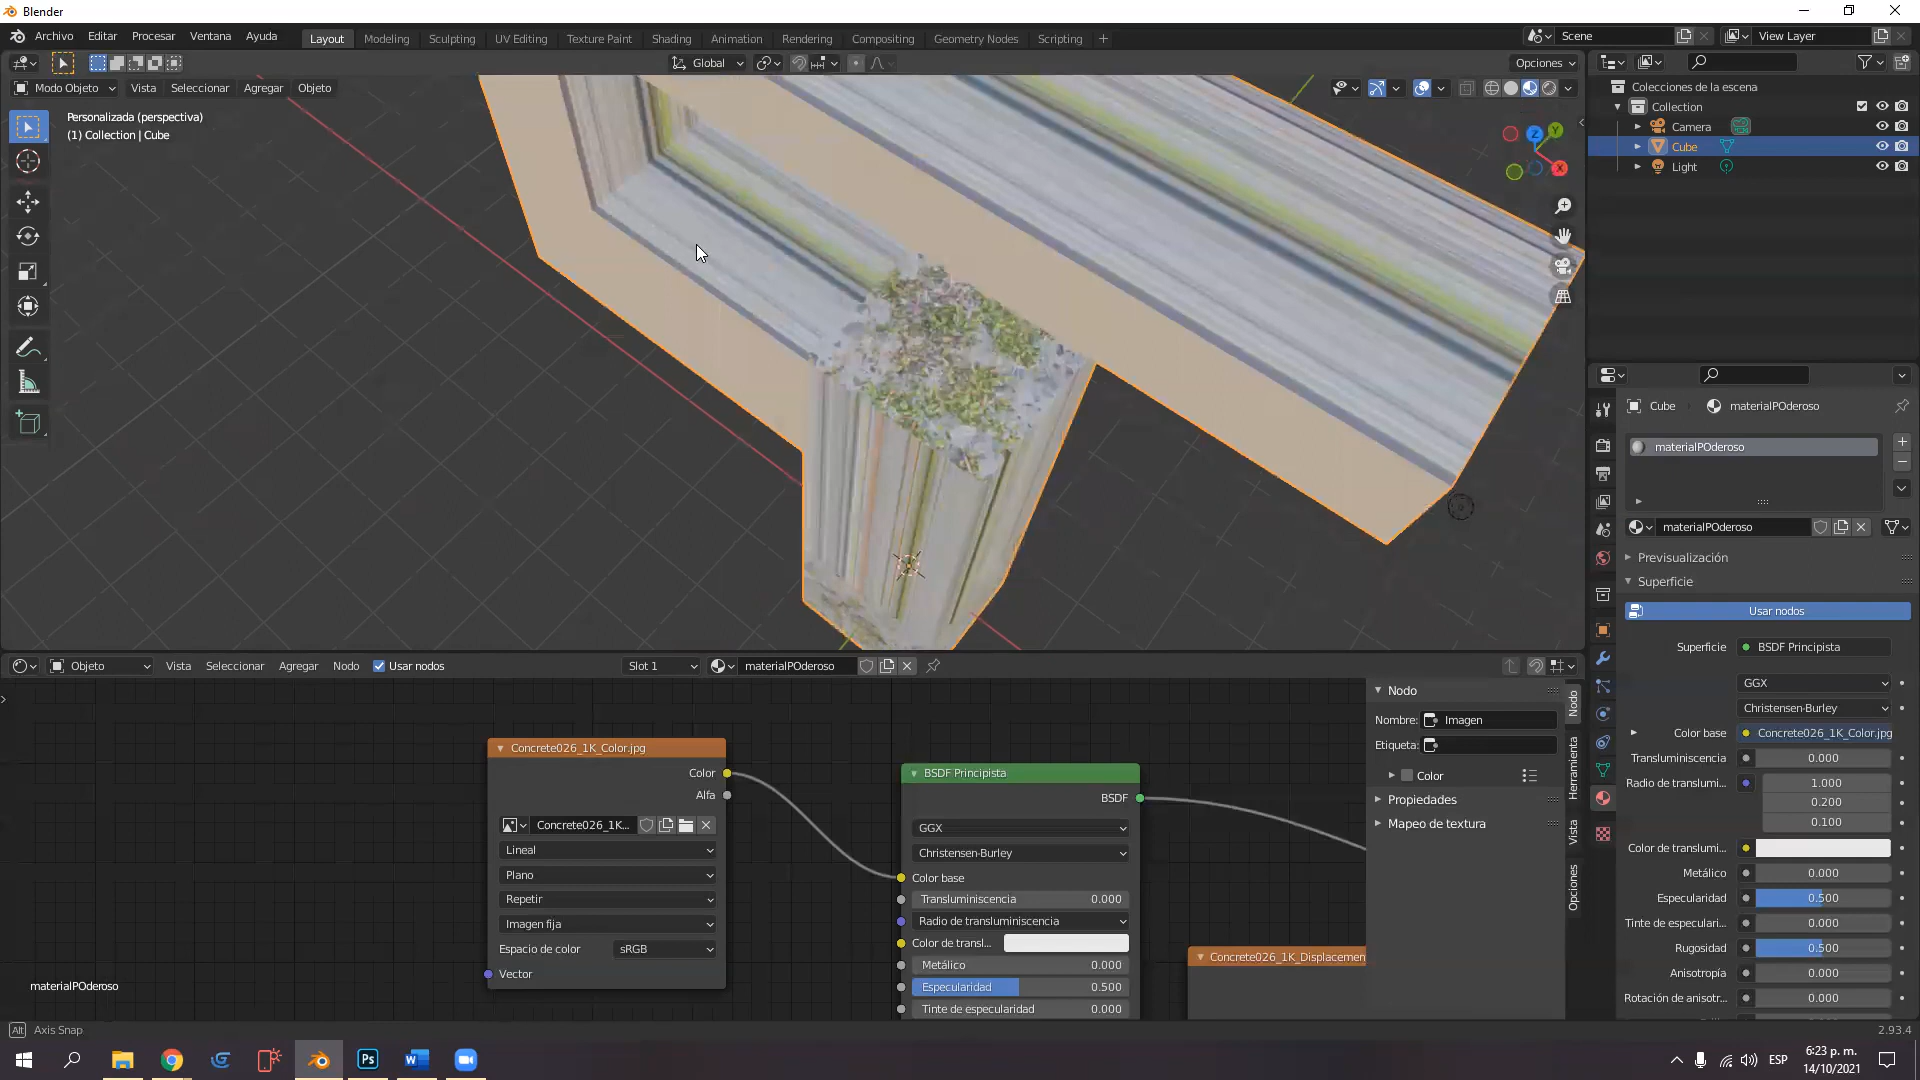 Blender
Archivo Editar Procesar Ventana Ayuda Layout Modeling Sculpting UV Editing Texture Paint Shading Animation Rendering Compositing Geometry Nodes Scripting + Scene View Layer
Global Opciones
Modo Objeto Vista Seleccionar Agregar Objeto
Personalizada (perspectiva)
(1) Collection | Cube
Z
Y
X
Colecciones de la escena
Collection
Camera
Cube
Light
Cube materialPOderoso
materialPOderoso
materialPOderoso
Previsualización
Superficie
Usar nodos
Superficie BSDF Principista
GGX
Christensen-Burley
Color base Concrete026_1K_Color.jpg
Transluminiscencia 0.000
Radio de translumi... 1.000
0.200
0.100
Color de translumi...
Metálico 0.000
Especularidad 0.500
Tinte de especulari... 0.000
Rugosidad 0.500
Anisotropía 0.000
Rotación de anisotr... 0.000
Objeto Vista Seleccionar Agregar Nodo Usar nodos Slot 1 materialPOderoso
Concrete026_1K_Color.jpg
Color
Alfa
Concrete026_1K...
Lineal
Plano
Repetir
Imagen fija
Espacio de color sRGB
Vector
BSDF Principista
BSDF
GGX
Christensen-Burley
Color base
Transluminiscencia 0.000
Radio de transluminiscencia
Color de transl...
Metálico 0.000
Especularidad 0.500
Tinte de especularidad 0.000
Concrete026_1K_Displacemen
Nodo
Nombre: Imagen
Etiqueta:
Color
Propiedades
Mapeo de textura
Nodo
Herramienta
Vista
Opciones
materialPOderoso
Alt Axis Snap
2.93.4
Ps
ESP
6:23 p. m.
14/10/2021